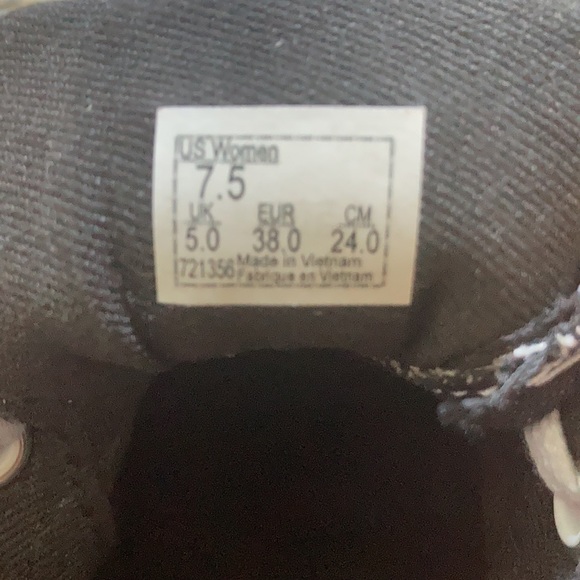 US Women
7.5
UK EUR CM
5.0 38.0 24.0
721356 Made in Vietnam
Fabrique en Vietnam